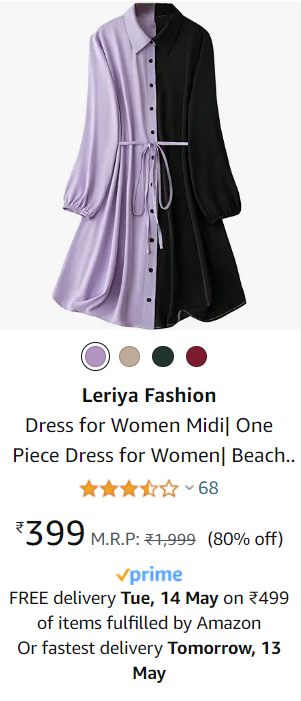 Leriya Fashion
Dress for Women Midi| One
Piece Dress for Women| Beach..
68
₹399 M.R.P: ₹1,999 (80% off)
prime
FREE delivery Tue, 14 May on ₹499
of items fulfilled by Amazon
Or fastest delivery Tomorrow, 13
May